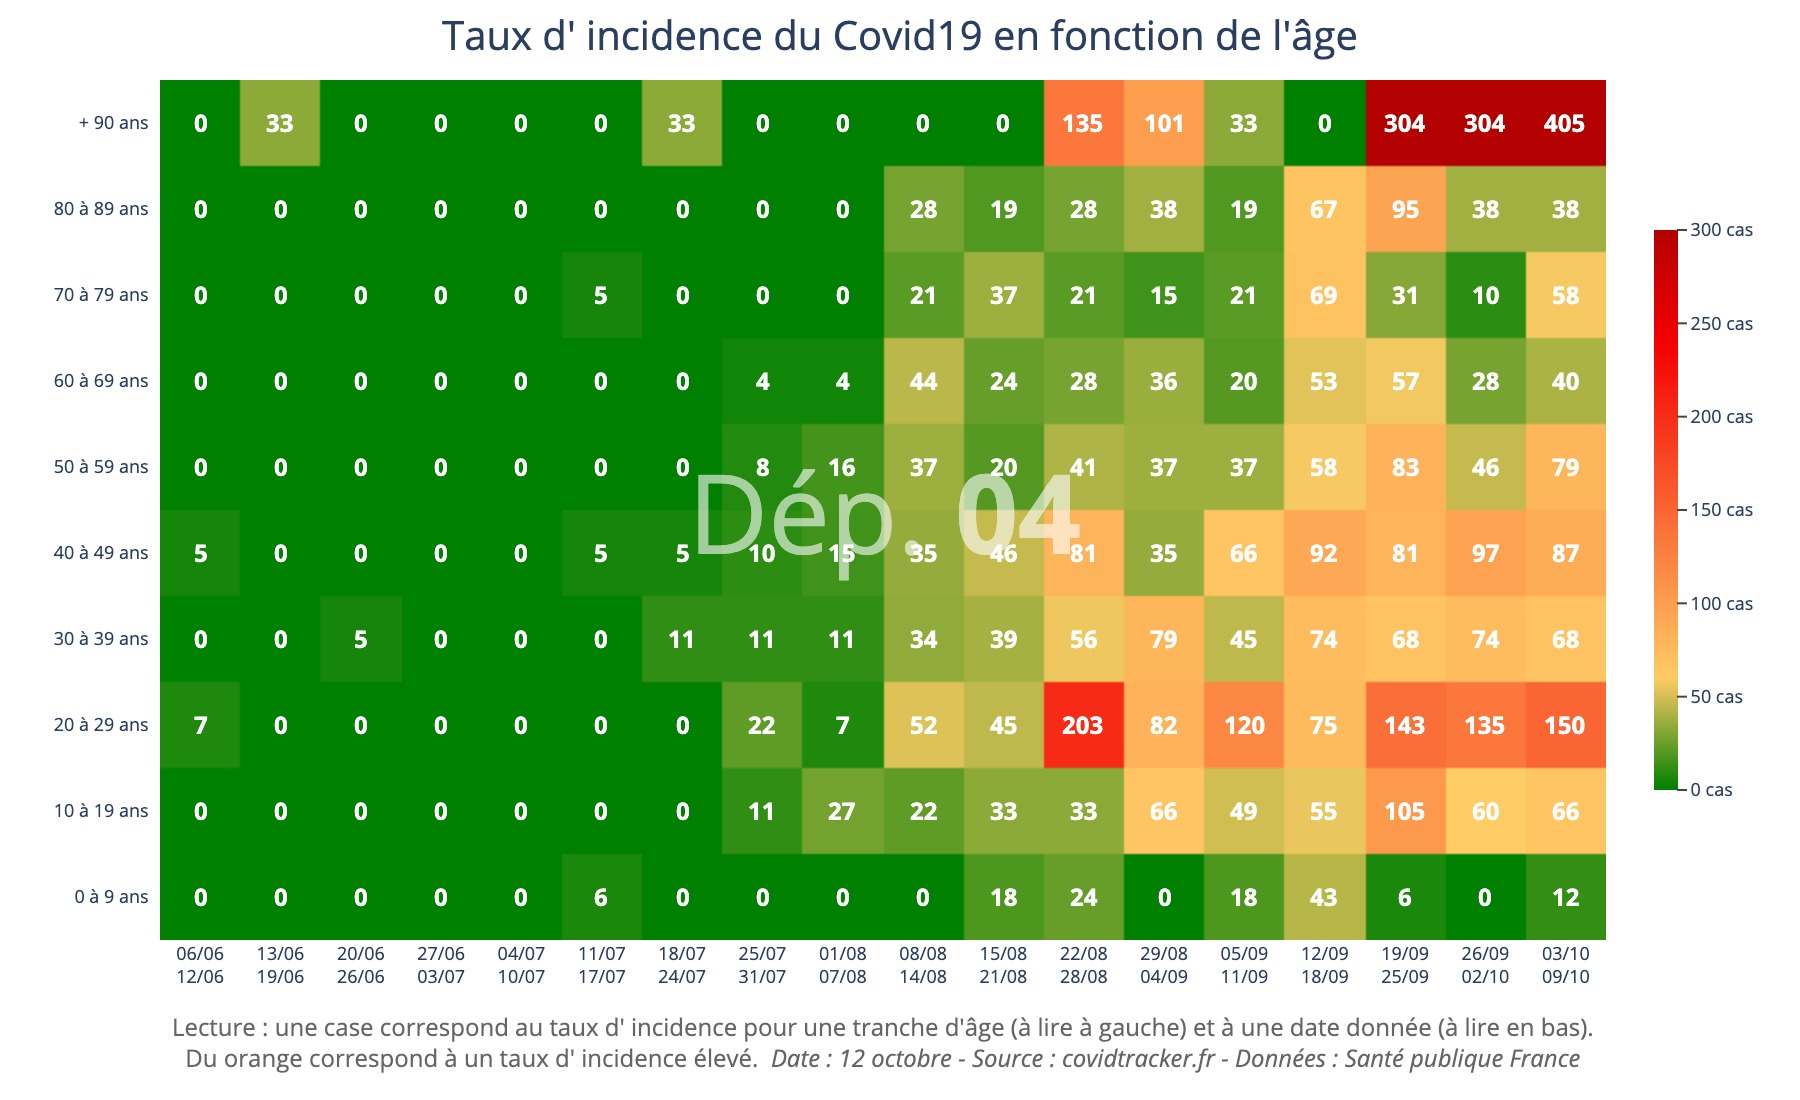 Taux d' incidence du Covid19 en fonction de l'âge
+ 90 ans 0 33 0 0 0 0 33 0 0 0 0 135 101 33 0 304 304 405
80 à 89 ans 0 0 0 0 0 0 0 0 0 28 19 28 38 19 67 95 38 38
300 cas
70 à 79 ans 0 0 0 0 0 5 0 0 0 21 37 21 15 21 69 31 10 58
250 cas
60 à 69 ans 0 0 0 0 0 0 0 4 4 44 24 28 36 20 53 57 28 40
200 cas
50 à 59 ans 0 0 0 0 0 0 0 8 16 37 20 41 37 37 58 83 46 79
150 cas
Dép. 04
40 à 49 ans 5 0 0 0 0 5 5 10 15 35 46 81 35 66 92 81 97 87
100 cas
30 à 39 ans 0 0 5 0 0 0 11 11 11 34 39 56 79 45 74 68 74 68
50 cas
20 à 29 ans 7 0 0 0 0 0 0 22 7 52 45 203 82 120 75 143 135 150
0 cas
10 à 19 ans 0 0 0 0 0 0 0 11 27 22 33 33 66 49 55 105 60 66
0 à 9 ans 0 0 0 0 0 6 0 0 0 0 18 24 0 18 43 6 0 12
06/06 13/06 20/06 27/06 04/07 11/07 18/07 25/07 01/08 08/08 15/08 22/08 29/08 05/09 12/09 19/09 26/09 03/10
12/06 19/06 26/06 03/07 10/07 17/07 24/07 31/07 07/08 14/08 21/08 28/08 04/09 11/09 18/09 25/09 02/10 09/10
Lecture : une case correspond au taux d' incidence pour une tranche d'âge (à lire à gauche) et à une date donnée (à lire en bas).
Du orange correspond à un taux d' incidence élevé. Date : 12 octobre - Source : covidtracker.fr - Données : Santé publique France